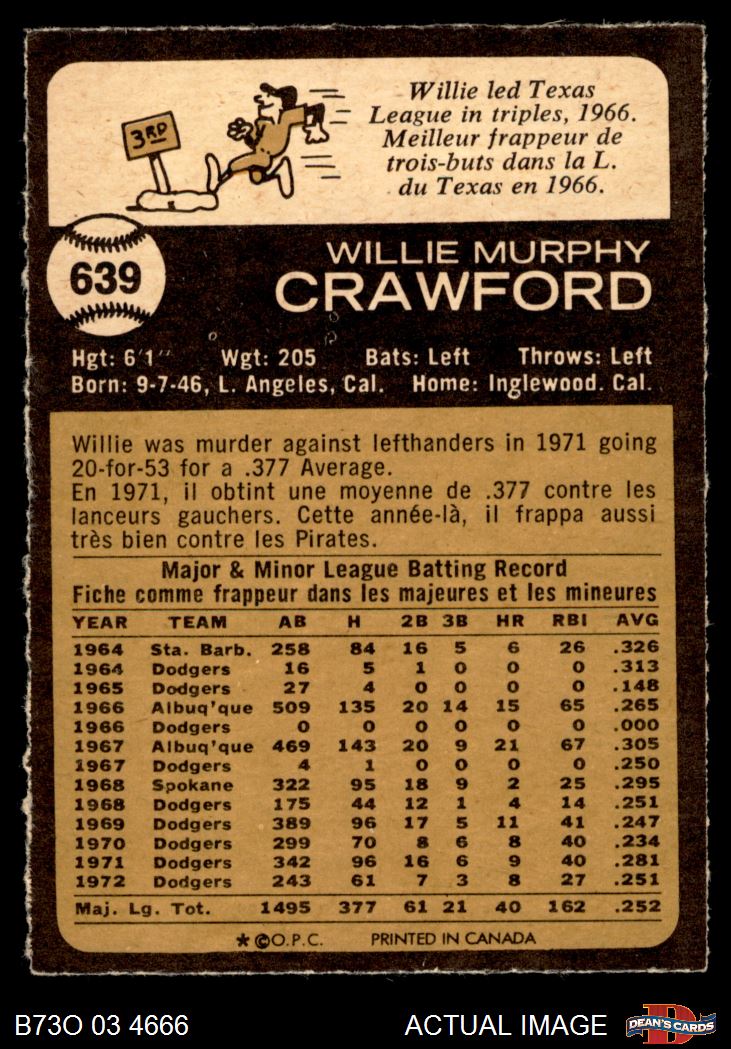 3RD
Willie led Texas
League in triples, 1966.
Meilleur frappeur de
trois-buts dans la L.
du Texas en 1966.
639
WILLIE MURPHY
CRAWFORD
Hgt: 6'1" Wgt: 205 Bats: Left Throws: Left
Born: 9-7-46, L. Angeles, Cal. Home: Inglewood. Cal.
Willie was murder against lefthanders in 1971 going
20-for-53 for a .377 Average.
En 1971, il obtint une moyenne de .377 contre les
lanceurs gauchers. Cette année-là, il frappa aussi
très bien contre les Pirates.
Major & Minor League Batting Record
Fiche comme frappeur dans les majeures et les mineures
YEAR TEAM AB H 2B 3B HR RBI AVG
1964 Sta. Barb. 258 84 16 5 6 26 .326
1964 Dodgers 16 5 1 0 0 0 .313
1965 Dodgers 27 4 0 0 0 0 .148
1966 Albuq'que 509 135 20 14 15 65 .265
1966 Dodgers 0 0 0 0 0 0 .000
1967 Albuq'que 469 143 20 9 21 67 .305
1967 Dodgers 4 1 0 0 0 0 .250
1968 Spokane 322 95 18 9 2 25 .295
1968 Dodgers 175 44 12 1 4 14 .251
1969 Dodgers 389 96 17 5 11 41 .247
1970 Dodgers 299 70 8 6 8 40 .234
1971 Dodgers 342 96 16 6 9 40 .281
1972 Dodgers 243 61 7 3 8 27 .251
Maj. Lg. Tot. 1495 377 61 21 40 162 .252
★ ©O.P.C. PRINTED IN CANADA
B73O 03 4666 ACTUAL IMAGE D DEAN'S CARDS